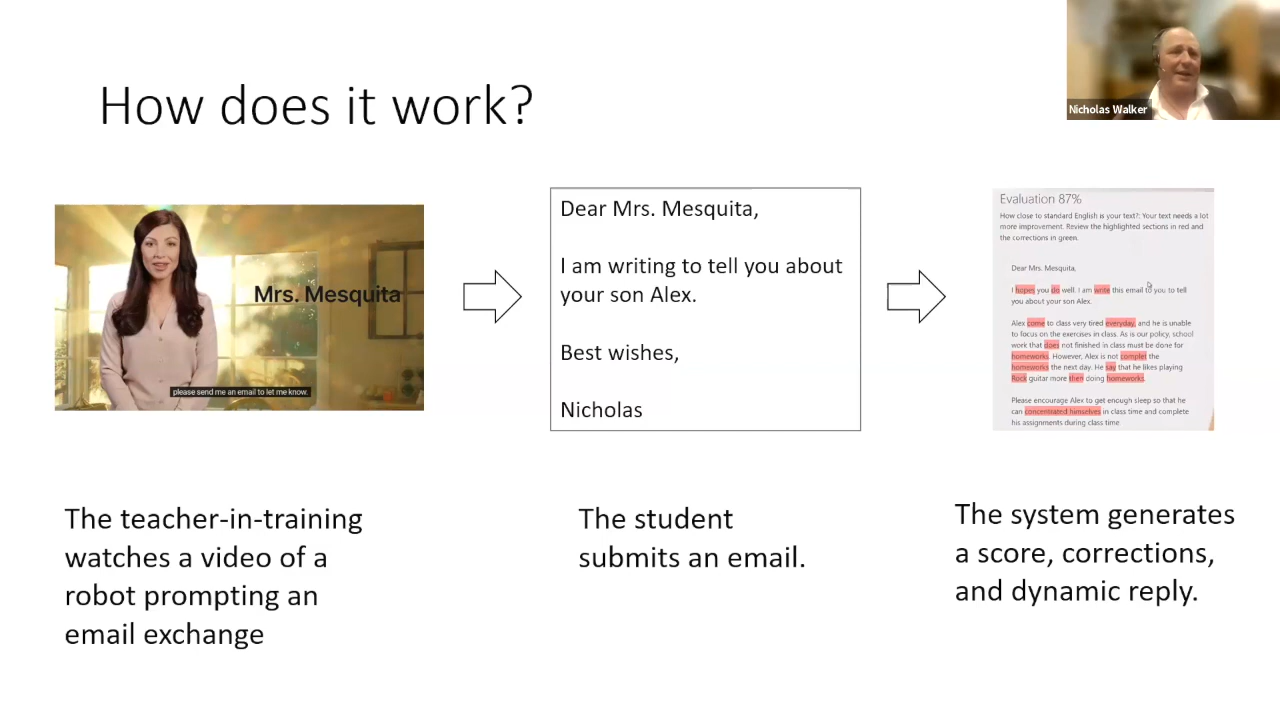 How does it work?
Nicholas Walker
Mrs. Mesquita
please send me an email to let me know.
Dear Mrs. Mesquita,
I am writing to tell you about
your son Alex.
Best wishes,
Nicholas
Evaluation 87%
How close to standard English is your text?: Your text needs a lot
more improvement. Review the highlighted sections in red and
the corrections in green.
Dear Mrs. Mesquita,
I hopes you do well. I am write this email to you to tell
you about your son Alex.
Alex come to class very tired everyday, and he is unable
to focus on the exercises in class. As is our policy, school
work that does not finished in class must be done for
homeworks. However, Alex is not complet the
homeworks the next day. He say that he likes playing
Rock guitar more then doing homeworks.
Please encourage Alex to get enough sleep so that he
can concentrated himselves in class time and complete
his assignments during class time
The teacher-in-training
watches a video of a
robot prompting an
email exchange
The student
submits an email.
The system generates
a score, corrections,
and dynamic reply.